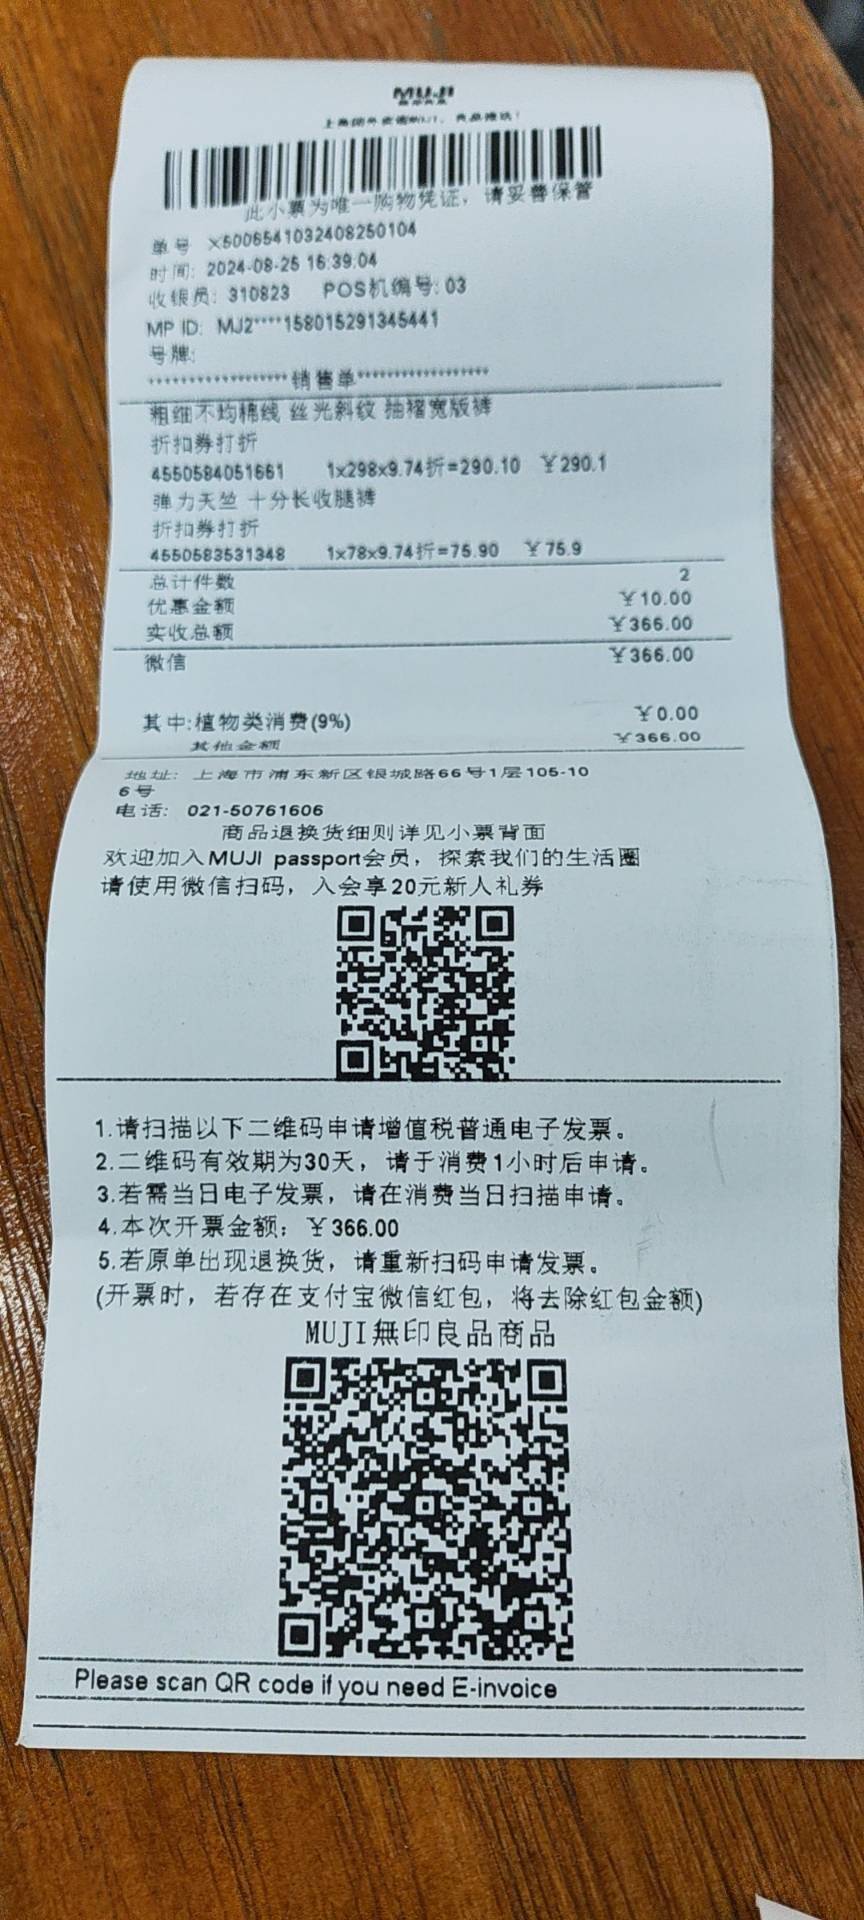 MUJI
无印良品
此小票为唯一购物凭证，请妥善保管
单号 X5006541032408250104
时间: 2024-08-25 16:39:04
收银员: 310823 POS机编号: 03
MP ID: MJ2****158015291345441
号牌:
******************销售单*****************
粗细不均棉线 丝光斜纹 抽褶宽版裤
折扣券打折
4550584051661 1x298x9.74折=290.10 ￥290.1
弹力天竺 十分长收腿裤
折扣券打折
4550583531348 1x78x9.74折=75.90 ￥75.9
总计件数 2
优惠金额 ￥10.00
实收总额 ￥366.00
微信 ￥366.00
其中:植物类消费(9%) ￥0.00
其他金额 ￥366.00
地址: 上海市浦东新区银城路66号1层105-10
6号
电话: 021-50761606
商品退换货细则详见小票背面
欢迎加入MUJI passport会员，探索我们的生活圈
请使用微信扫码，入会享20元新人礼券
1.请扫描以下二维码申请增值税普通电子发票。
2.二维码有效期为30天，请于消费1小时后申请。
3.若需当日电子发票，请在消费当日扫描申请。
4.本次开票金额：￥366.00
5.若原单出现退换货，请重新扫码申请发票。
(开票时，若存在支付宝微信红包，将去除红包金额)
MUJI無印良品商品
Please scan QR code if you need E-invoice